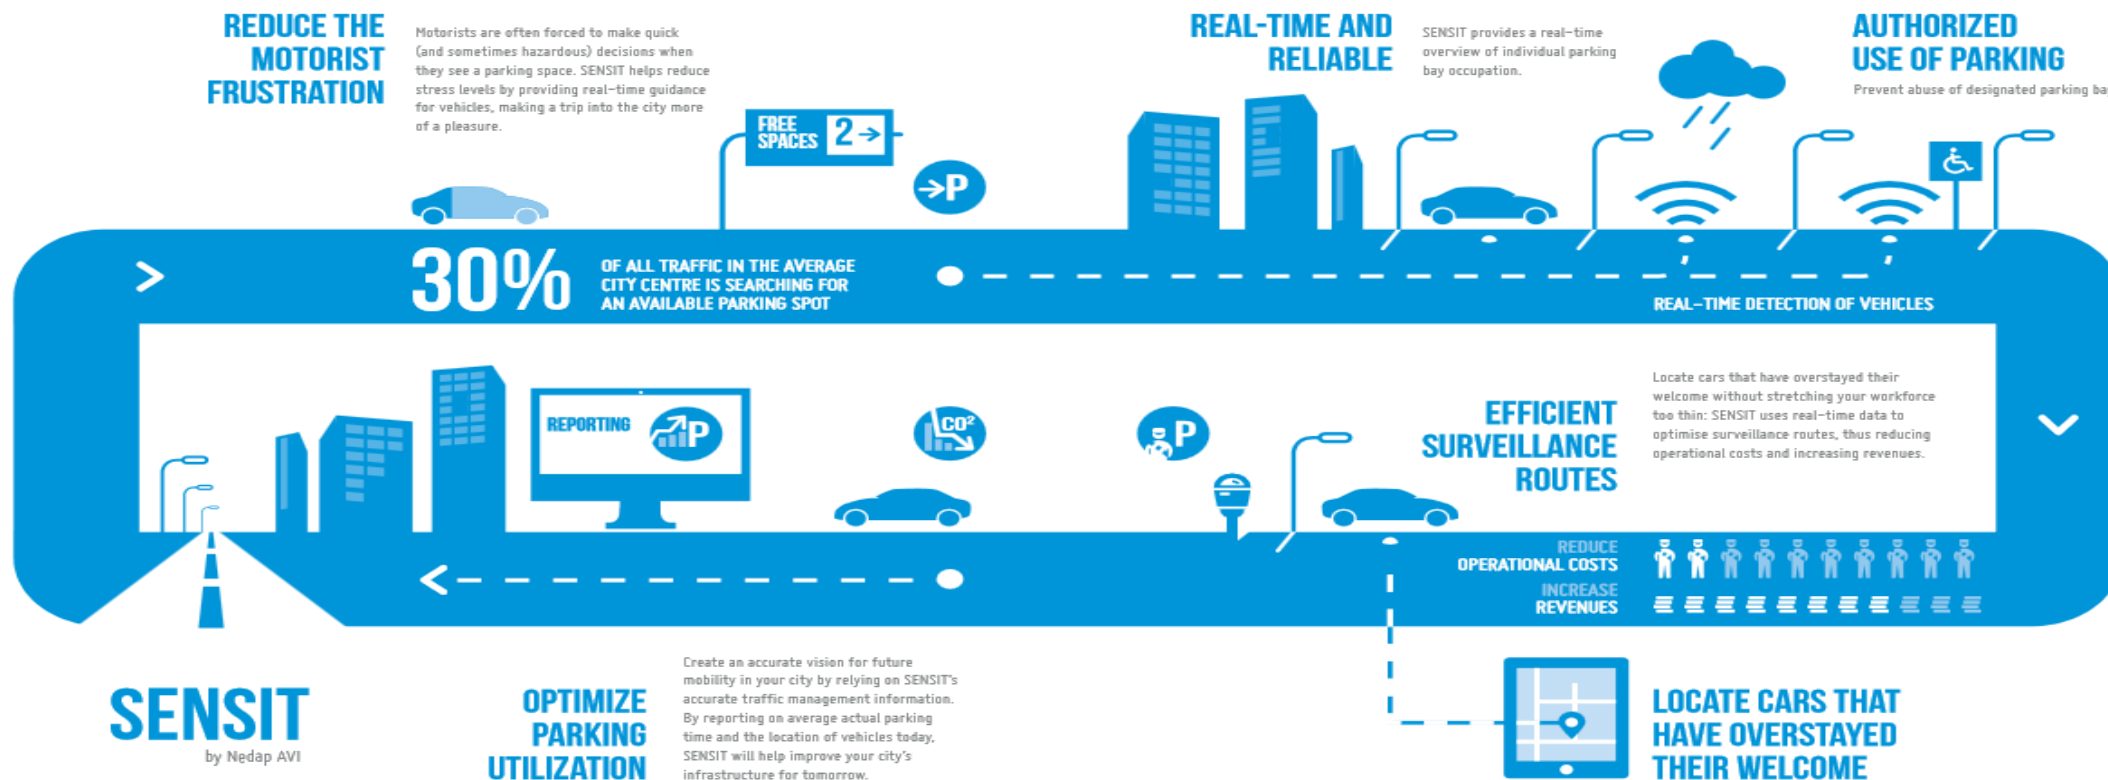 REDUCE THE
MOTORIST
FRUSTRATION
Motorists are often forced to make quick
(and sometimes hazardous) decisions when
they see a parking space. SENSIT helps reduce
stress levels by providing real-time guidance
for vehicles, making a trip into the city more
of a pleasure.
FREE
SPACES
2
P
REAL-TIME AND
RELIABLE
SENSIT provides a real-time
overview of individual parking
bay occupation.
AUTHORIZED
USE OF PARKING
Prevent abuse of designated parking
30%
OF ALL TRAFFIC IN THE AVERAGE
CITY CENTRE IS SEARCHING FOR
AN AVAILABLE PARKING SPOT
REAL-TIME DETECTION OF VEHICLES
REPORTING
P
CO²
P
EFFICIENT
SURVEILLANCE
ROUTES
Locate cars that have overstayed their
welcome without stretching your workforce
too thin: SENSIT uses real-time data to
optimise surveillance routes, thus reducing
operational costs and increasing revenues.
REDUCE
OPERATIONAL COSTS
INCREASE
REVENUES
SENSIT
by Nedap AVI
OPTIMIZE
PARKING
UTILIZATION
Create an accurate vision for future
mobility in your city by relying on SENSIT's
accurate traffic management information.
By reporting on average actual parking
time and the location of vehicles today,
SENSIT will help improve your city's
infrastructure for tomorrow.
LOCATE CARS THAT
HAVE OVERSTAYED
THEIR WELCOME